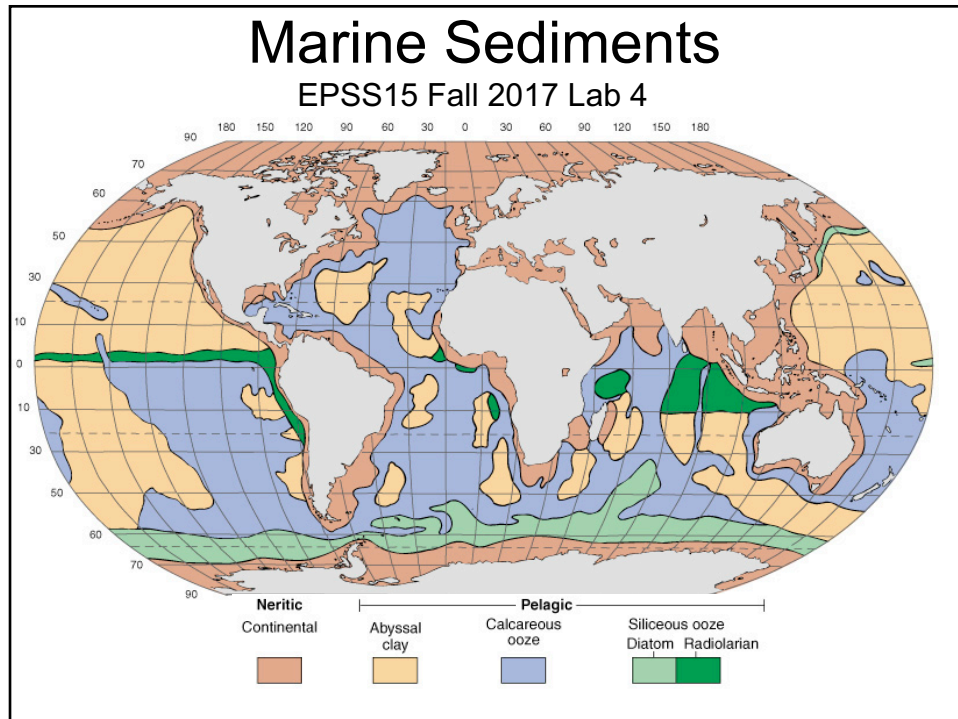 Marine Sediments
EPSS15 Fall 2017 Lab 4
180 150 120 90 60 30 0 30 60 90 120 150 180
90
70
60
50
30
10
0
10
30
50
60
70
90
Neritic Pelagic
Continental Abyssal clay Calcareous ooze Siliceous ooze
Diatom Radiolarian